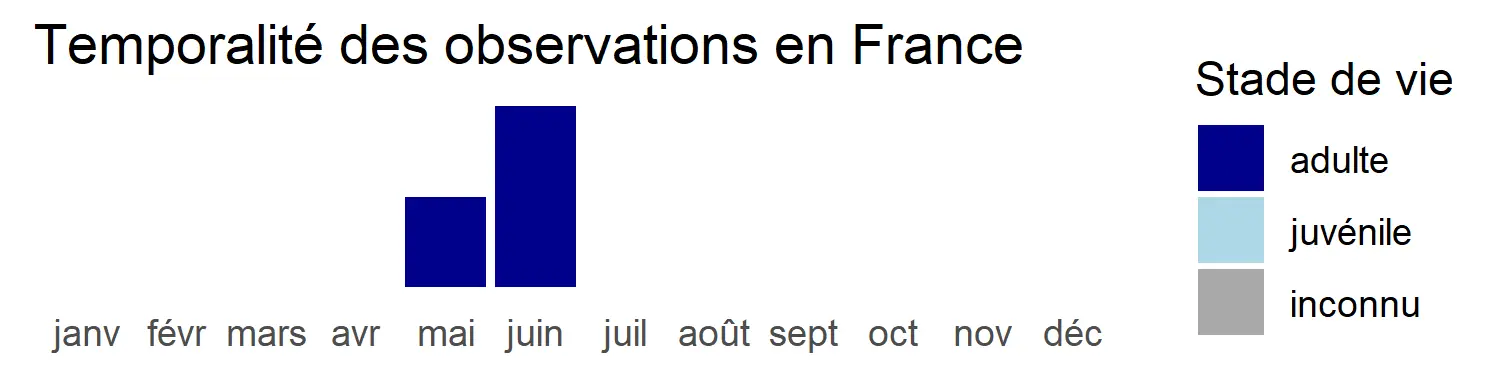 Temporalité des observations en France
janv févr mars avr mai juin juil août sept oct nov déc
Stade de vie
adulte
juvénile
inconnu